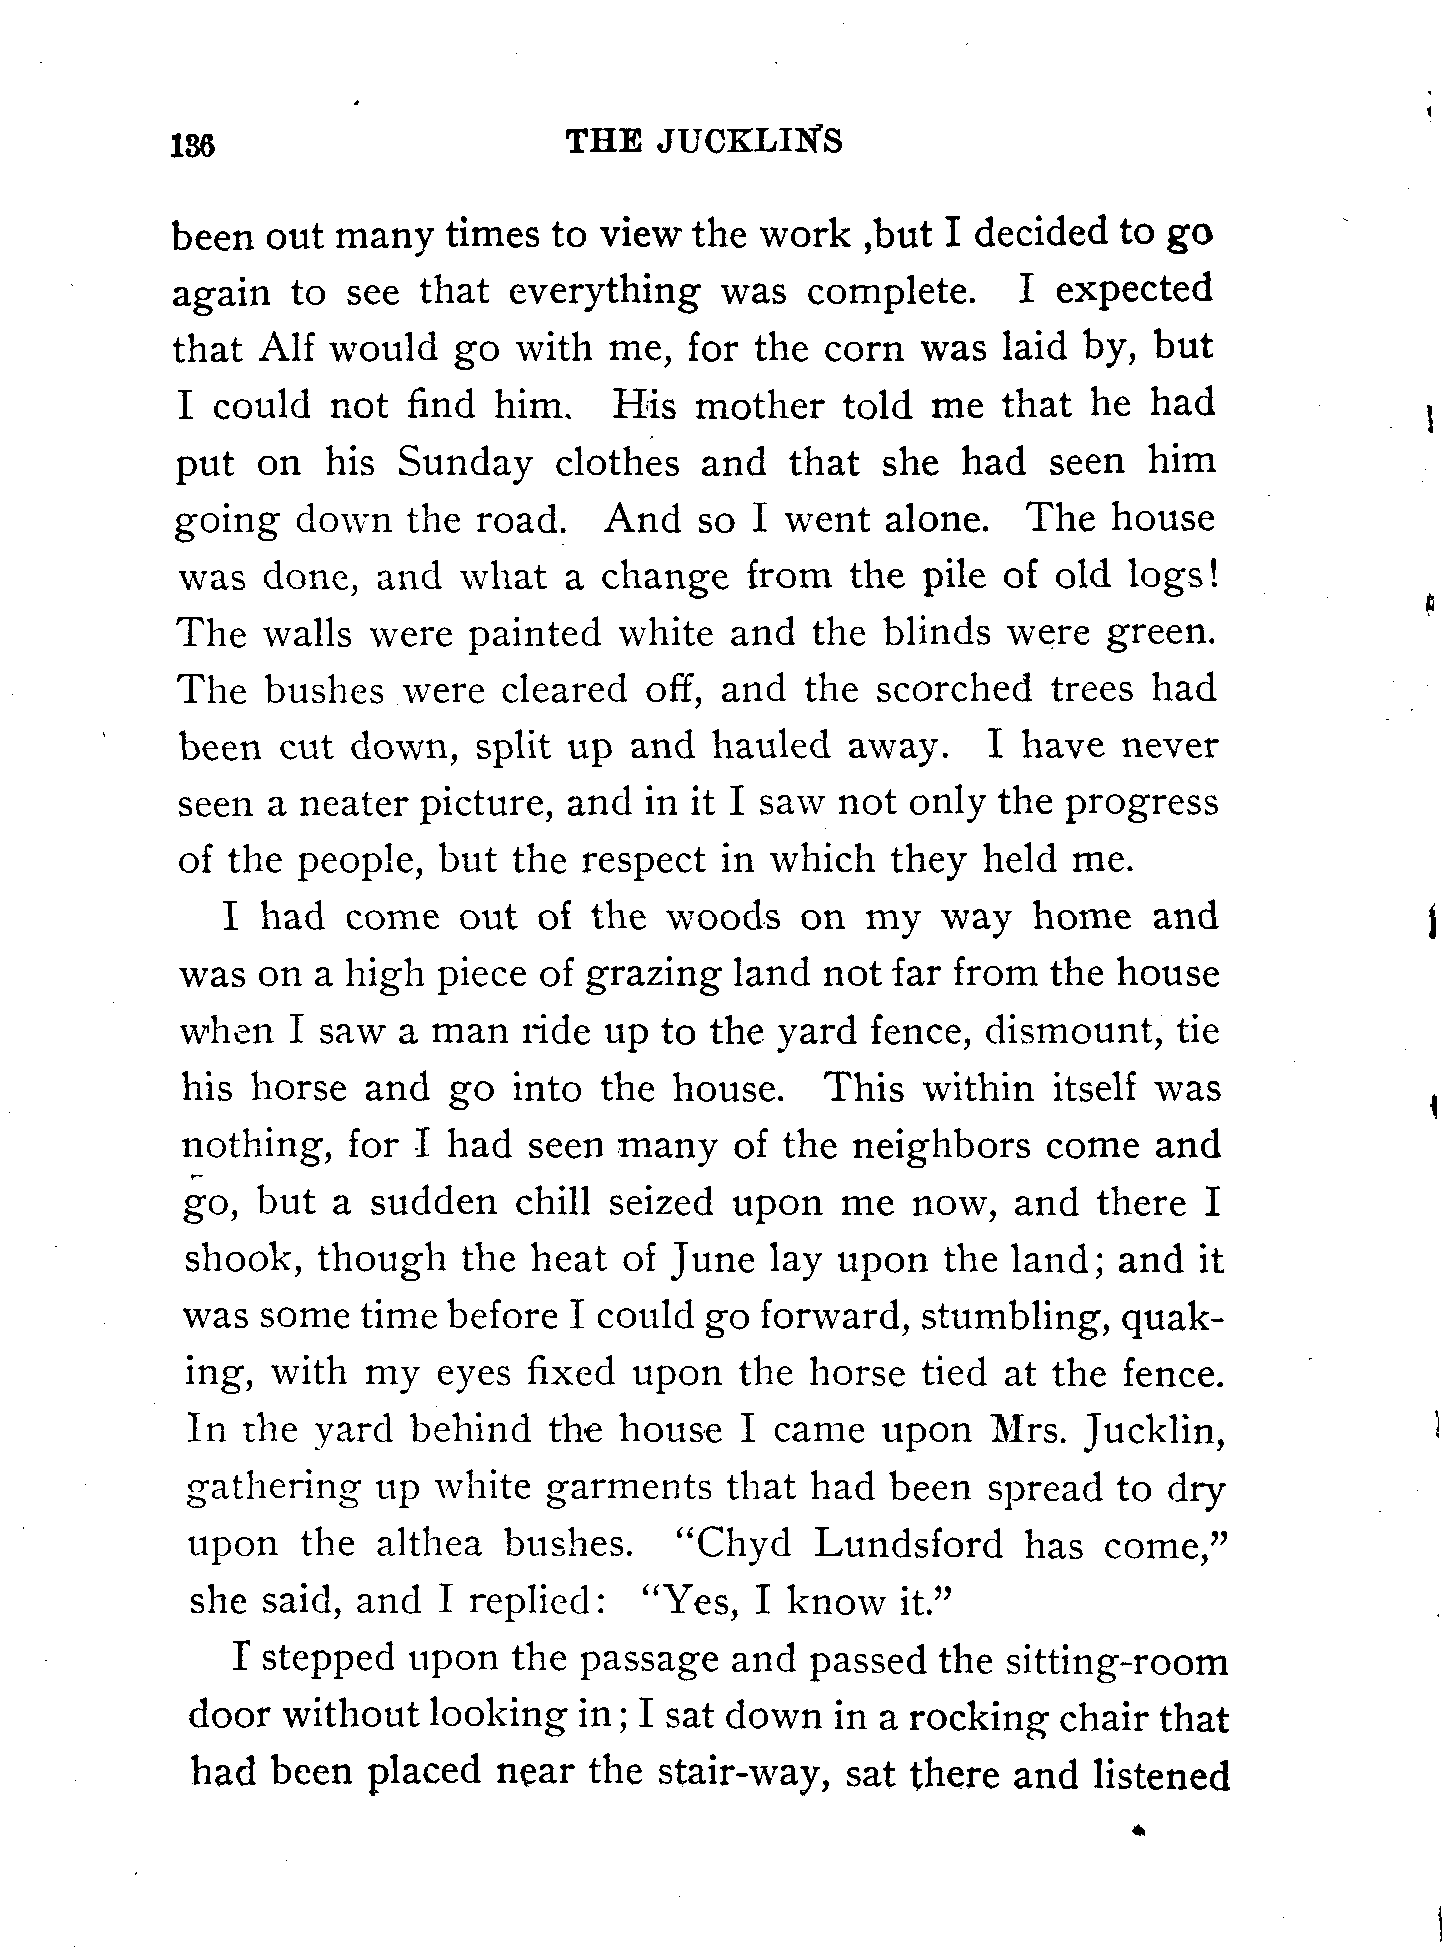 136 THE JUCKLINS
been out many times to view the work ,but I decided to go
again to see that everything was complete. I expected
that Alf would go with me, for the corn was laid by, but
I could not find him. His mother told me that he had
put on his Sunday clothes and that she had seen him
going down the road. And so I went alone. The house
was done, and what a change from the pile of old logs!
The walls were painted white and the blinds were green.
The bushes were cleared off, and the scorched trees had
been cut down, split up and hauled away. I have never
seen a neater picture, and in it I saw not only the progress
of the people, but the respect in which they held me.
I had come out of the woods on my way home and
was on a high piece of grazing land not far from the house
when I saw a man ride up to the yard fence, dismount, tie
his horse and go into the house. This within itself was
nothing, for I had seen many of the neighbors come and
go, but a sudden chill seized upon me now, and there I
shook, though the heat of June lay upon the land; and it
was some time before I could go forward, stumbling, quak-
ing, with my eyes fixed upon the horse tied at the fence.
In the yard behind the house I came upon Mrs. Jucklin,
gathering up white garments that had been spread to dry
upon the althea bushes. "Chyd Lundsford has come,"
she said, and I replied: "Yes, I know it."
I stepped upon the passage and passed the sitting-room
door without looking in; I sat down in a rocking chair that
had been placed near the stair-way, sat there and listened